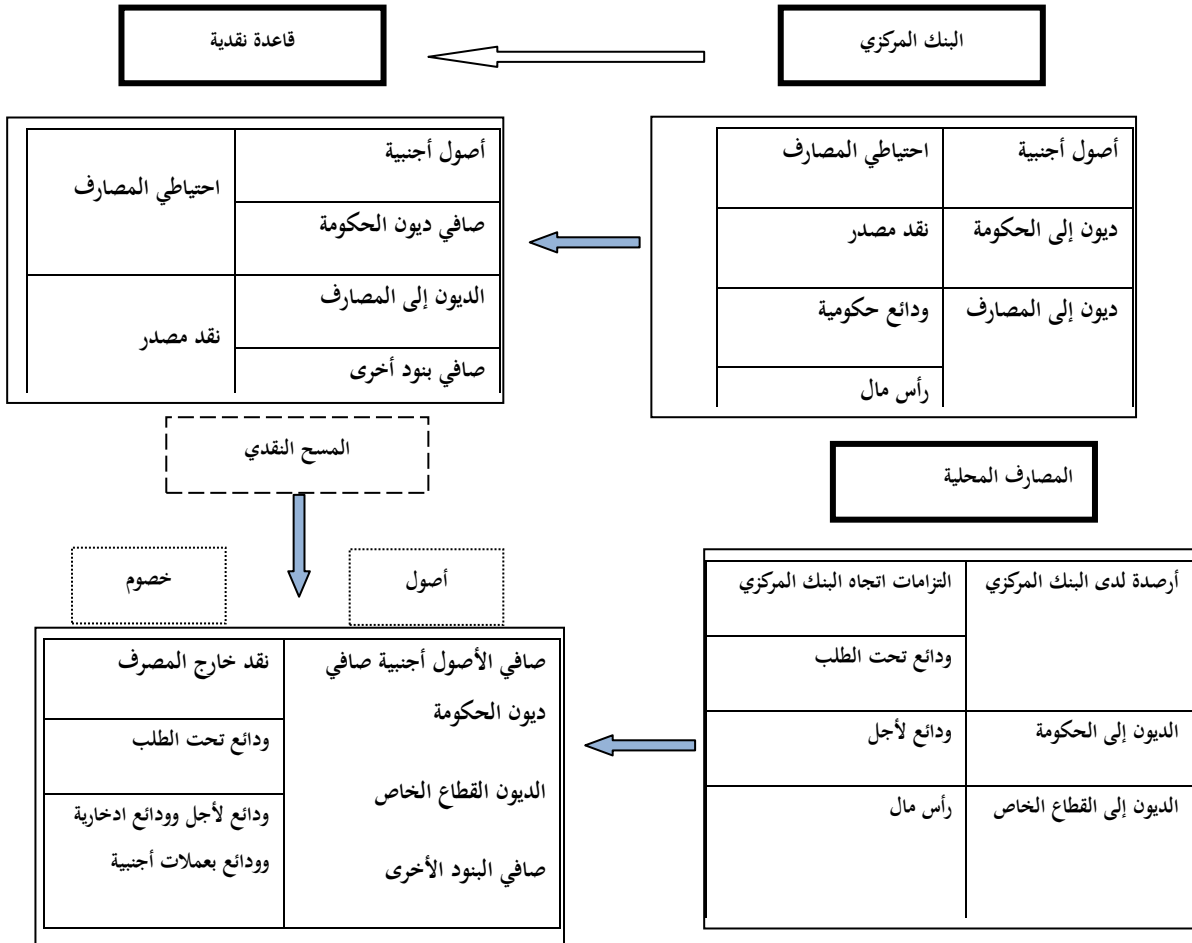 البنك المركزي
قاعدة نقدية
أصول أجنبية
احتياطي المصارف
ديون إلى الحكومة
نقد مصدر
ديون إلى المصارف
ودائع حكومية
رأس مال
أصول أجنبية
احتياطي المصارف
صافي ديون الحكومة
الديون إلى المصارف
نقد مصدر
صافي بنود أخرى
المسح النقدي
المصارف المحلية
أرصدة لدى البنك المركزي
التزامات اتجاه البنك المركزي
ودائع تحت الطلب
الديون إلى الحكومة
ودائع لأجل
الديون إلى القطاع الخاص
رأس مال
أصول
خصوم
صافي الأصول أجنبية صافي
ديون الحكومة
الديون القطاع الخاص
صافي البنود الأخرى
نقد خارج المصرف
ودائع تحت الطلب
ودائع لأجل وودائع ادخارية
وودائع بعملات أجنبية